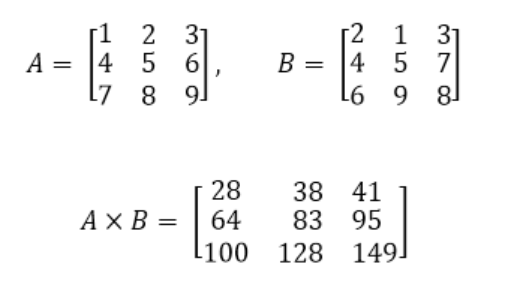 A = [1 2 3
4 5 6
7 8 9], B = [2 1 3
4 5 7
6 9 8]
A × B = [28 38 41
64 83 95
100 128 149]